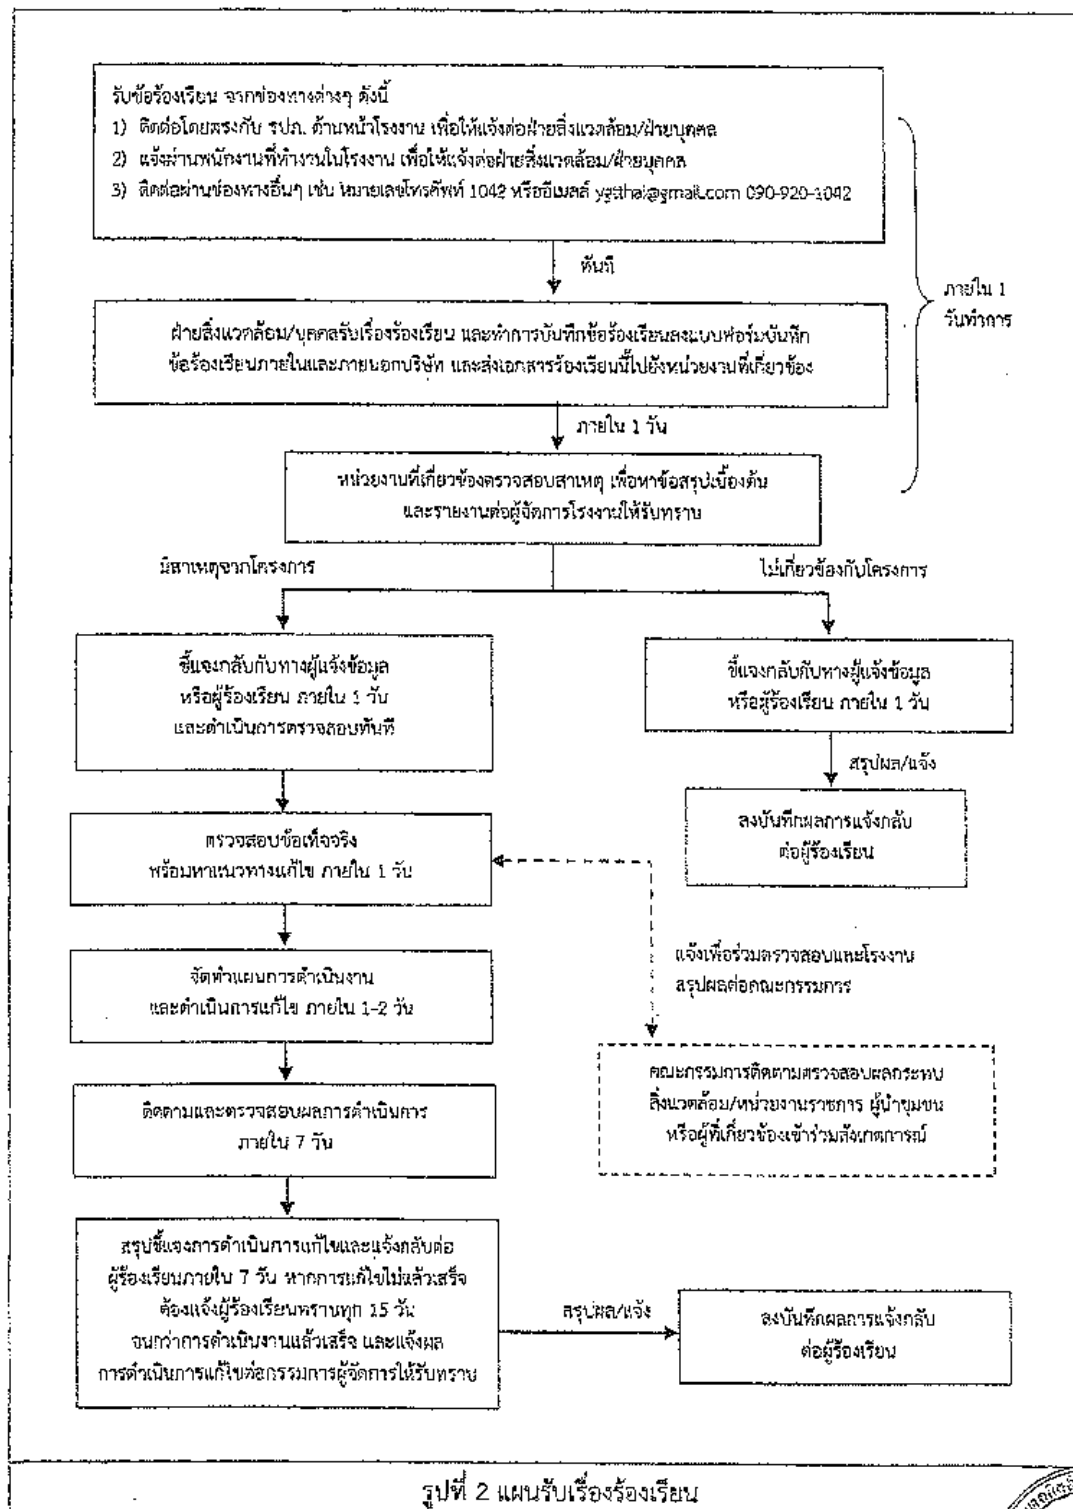 รับข้อร้องเรียน จากช่องทางต่างๆ ดังนี้
1) ติดต่อโดยตรงกับ รปภ. ด้านหน้าโรงงาน เพื่อให้แจ้งต่อฝ่ายสิ่งแวดล้อม/ฝ่ายบุคคล
2) แจ้งผ่านพนักงานที่ทำงานในโรงงาน เพื่อให้แจ้งต่อฝ่ายสิ่งแวดล้อม/ฝ่ายบุคคล
3) ติดต่อผ่านช่องทางอื่นๆ เช่น หมายเลขโทรศัพท์ 1042 หรืออีเมลล์ ygtthai@gmail.com 090-920-1042
ทันที
ภายใน 1
วันทำการ
ฝ่ายสิ่งแวดล้อม/บุคคลรับเรื่องร้องเรียน และทำการบันทึกข้อร้องเรียนลงแบบฟอร์มบันทึก
ข้อร้องเรียนภายในและภายนอกบริษัท และส่งเอกสารร้องเรียนนี้ไปยังหน่วยงานที่เกี่ยวข้อง
ภายใน 1 วัน
หน่วยงานที่เกี่ยวข้องตรวจสอบสาเหตุ เพื่อหาข้อสรุปเบื้องต้น
และรายงานต่อผู้จัดการโรงงานให้รับทราบ
มีสาเหตุจากโครงการ
ไม่เกี่ยวข้องกับโครงการ
ชี้แจงกลับกับทางผู้แจ้งข้อมูล
หรือผู้ร้องเรียน ภายใน 1 วัน
และดำเนินการตรวจสอบทันที
ชี้แจงกลับกับทางผู้แจ้งข้อมูล
หรือผู้ร้องเรียน ภายใน 1 วัน
สรุปผล/แจ้ง
ลงบันทึกผลการแจ้งกลับ
ต่อผู้ร้องเรียน
ตรวจสอบข้อเท็จจริง
พร้อมหาแนวทางแก้ไข ภายใน 1 วัน
แจ้งเพื่อร่วมตรวจสอบและโรงงาน
สรุปผลต่อคณะกรรมการ
จัดทำแผนการดำเนินงาน
และดำเนินการแก้ไข ภายใน 1-2 วัน
คณะกรรมการติดตามตรวจสอบผลกระทบ
สิ่งแวดล้อม/หน่วยงานราชการ ผู้นำชุมชน
หรือผู้ที่เกี่ยวข้องเข้าร่วมสังเกตการณ์
ติดตามและตรวจสอบผลการดำเนินการ
ภายใน 7 วัน
สรุปชี้แจงการดำเนินการแก้ไขและแจ้งกลับต่อ
ผู้ร้องเรียนภายใน 7 วัน หากการแก้ไขไม่แล้วเสร็จ
ต้องแจ้งผู้ร้องเรียนทราบทุก 15 วัน
จนกว่าการดำเนินงานแล้วเสร็จ และแจ้งผล
การดำเนินการแก้ไขต่อกรรมการผู้จัดการให้รับทราบ
สรุปผล/แจ้ง
ลงบันทึกผลการแจ้งกลับ
ต่อผู้ร้องเรียน
รูปที่ 2 แผนรับเรื่องร้องเรียน